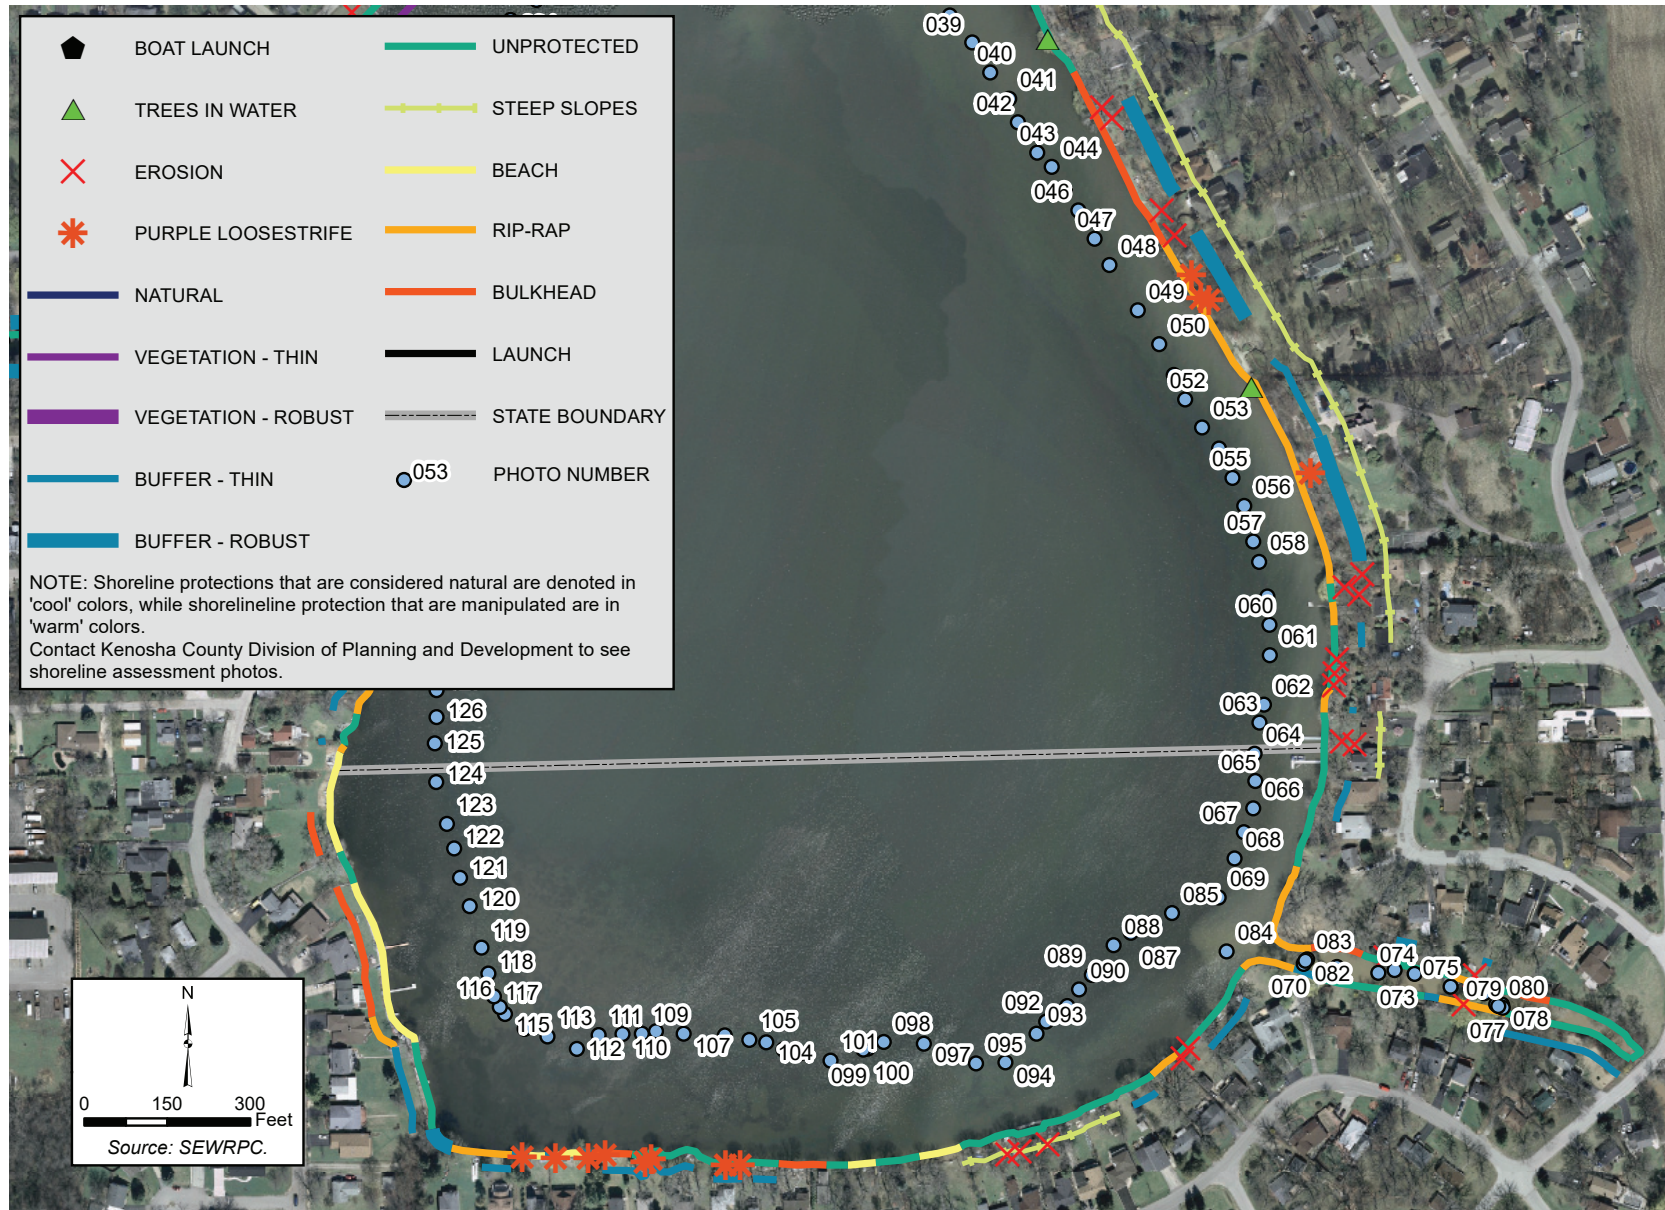 BOAT LAUNCH
TREES IN WATER
EROSION
PURPLE LOOSESTRIFE
NATURAL
VEGETATION - THIN
VEGETATION - ROBUST
BUFFER - THIN
BUFFER - ROBUST
UNPROTECTED
STEEP SLOPES
BEACH
RIP-RAP
BULKHEAD
LAUNCH
STATE BOUNDARY
053
PHOTO NUMBER
NOTE: Shoreline protections that are considered natural are denoted in
'cool' colors, while shorelineline protection that are manipulated are in
'warm' colors.
Contact Kenosha County Division of Planning and Development to see
shoreline assessment photos.
039
040
041
042
043
044
046
047
048
049
050
052
053
055
056
057
058
060
061
062
063
064
065
066
067
068
069
085
088
084
087
089
090
083
074
075
070
082
073
079
080
078
077
092
093
095
094
097
098
101
100
099
105
104
107
109
110
111
112
113
115
117
116
118
119
120
121
122
123
124
125
126
N
0 150 300
Feet
Source: SEWRPC.